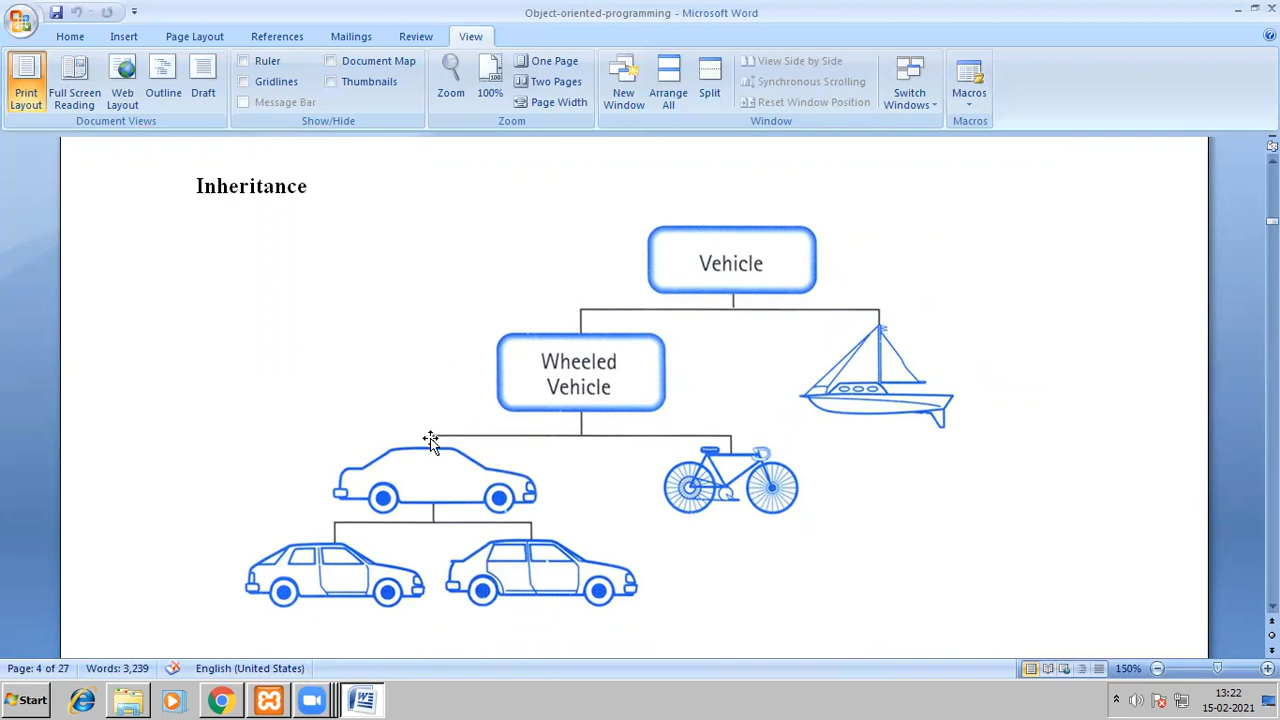 Object-oriented-programming - Microsoft Word
Home Insert Page Layout References Mailings Review View
Print Layout
Full Screen Reading
Web Layout
Outline
Draft
Document Views
Ruler
Gridlines
Message Bar
Document Map
Thumbnails
Show/Hide
Zoom
100%
One Page
Two Pages
Page Width
Zoom
New Window
Arrange All
Split
View Side by Side
Synchronous Scrolling
Reset Window Position
Switch Windows
Window
Macros
Macros
Inheritance
Vehicle
Wheeled
Vehicle
Page: 4 of 27 Words: 3,239 English (United States) 150%
Start 13:22
15-02-2021